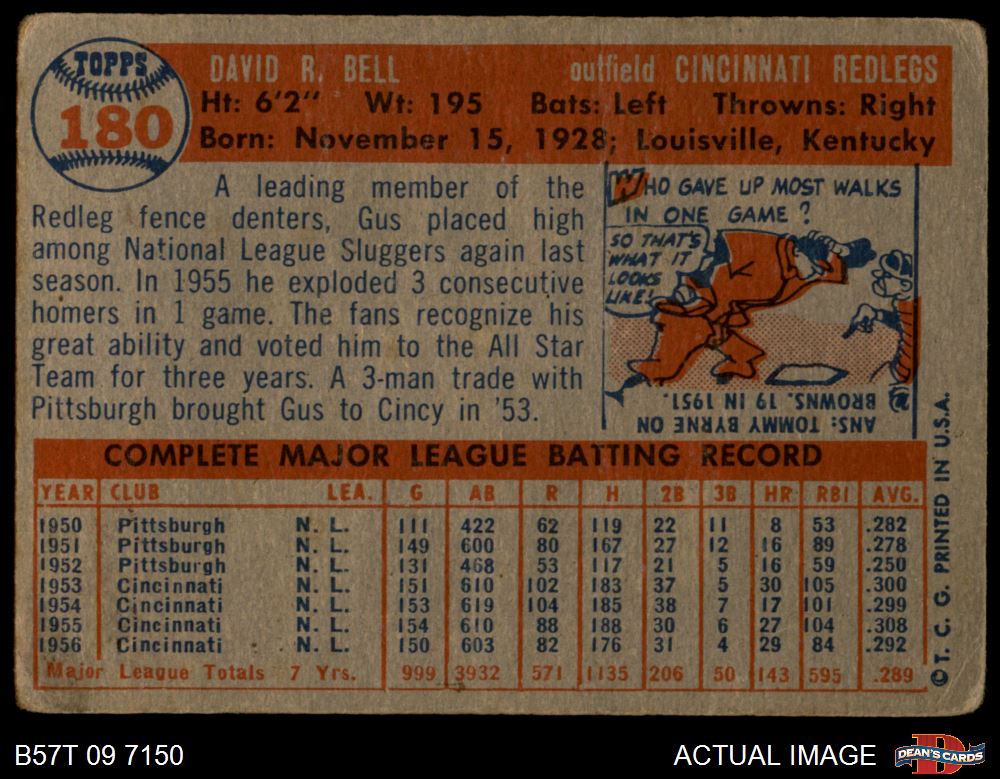 TOPPS
180
DAVID R. BELL outfield CINCINNATI REDLEGS
Ht: 6'2" Wt: 195 Bats: Left Throwns: Right
Born: November 15, 1928; Louisville, Kentucky
A leading member of the
Redleg fence denters, Gus placed high
among National League Sluggers again last
season. In 1955 he exploded 3 consecutive
homers in 1 game. The fans recognize his
great ability and voted him to the All Star
Team for three years. A 3-man trade with
Pittsburgh brought Gus to Cincy in '53.
WHO GAVE UP MOST WALKS
IN ONE GAME?
SO THAT'S
WHAT IT
LOOKS
LIKE!
ANS: TOMMY BYRNE ON
BROWNS. 19 IN 1951.
COMPLETE MAJOR LEAGUE BATTING RECORD
YEAR CLUB LEA. G AB R H 2B 3B HR RBI AVG.
1950 Pittsburgh N. L. 111 422 62 119 22 11 8 53 .282
1951 Pittsburgh N. L. 149 600 80 167 27 12 16 89 .278
1952 Pittsburgh N. L. 131 468 53 117 21 5 16 59 .250
1953 Cincinnati N. L. 151 610 102 183 37 5 30 105 .300
1954 Cincinnati N. L. 153 619 104 185 38 7 17 101 .299
1955 Cincinnati N. L. 154 610 88 188 30 6 27 104 .308
1956 Cincinnati N. L. 150 603 82 176 31 4 29 84 .292
Major League Totals 7 Yrs. 999 3932 571 1135 206 50 143 595 .289
© T. C. G. PRINTED IN U.S.A.
B57T 09 7150 ACTUAL IMAGE
DEAN'S CARDS